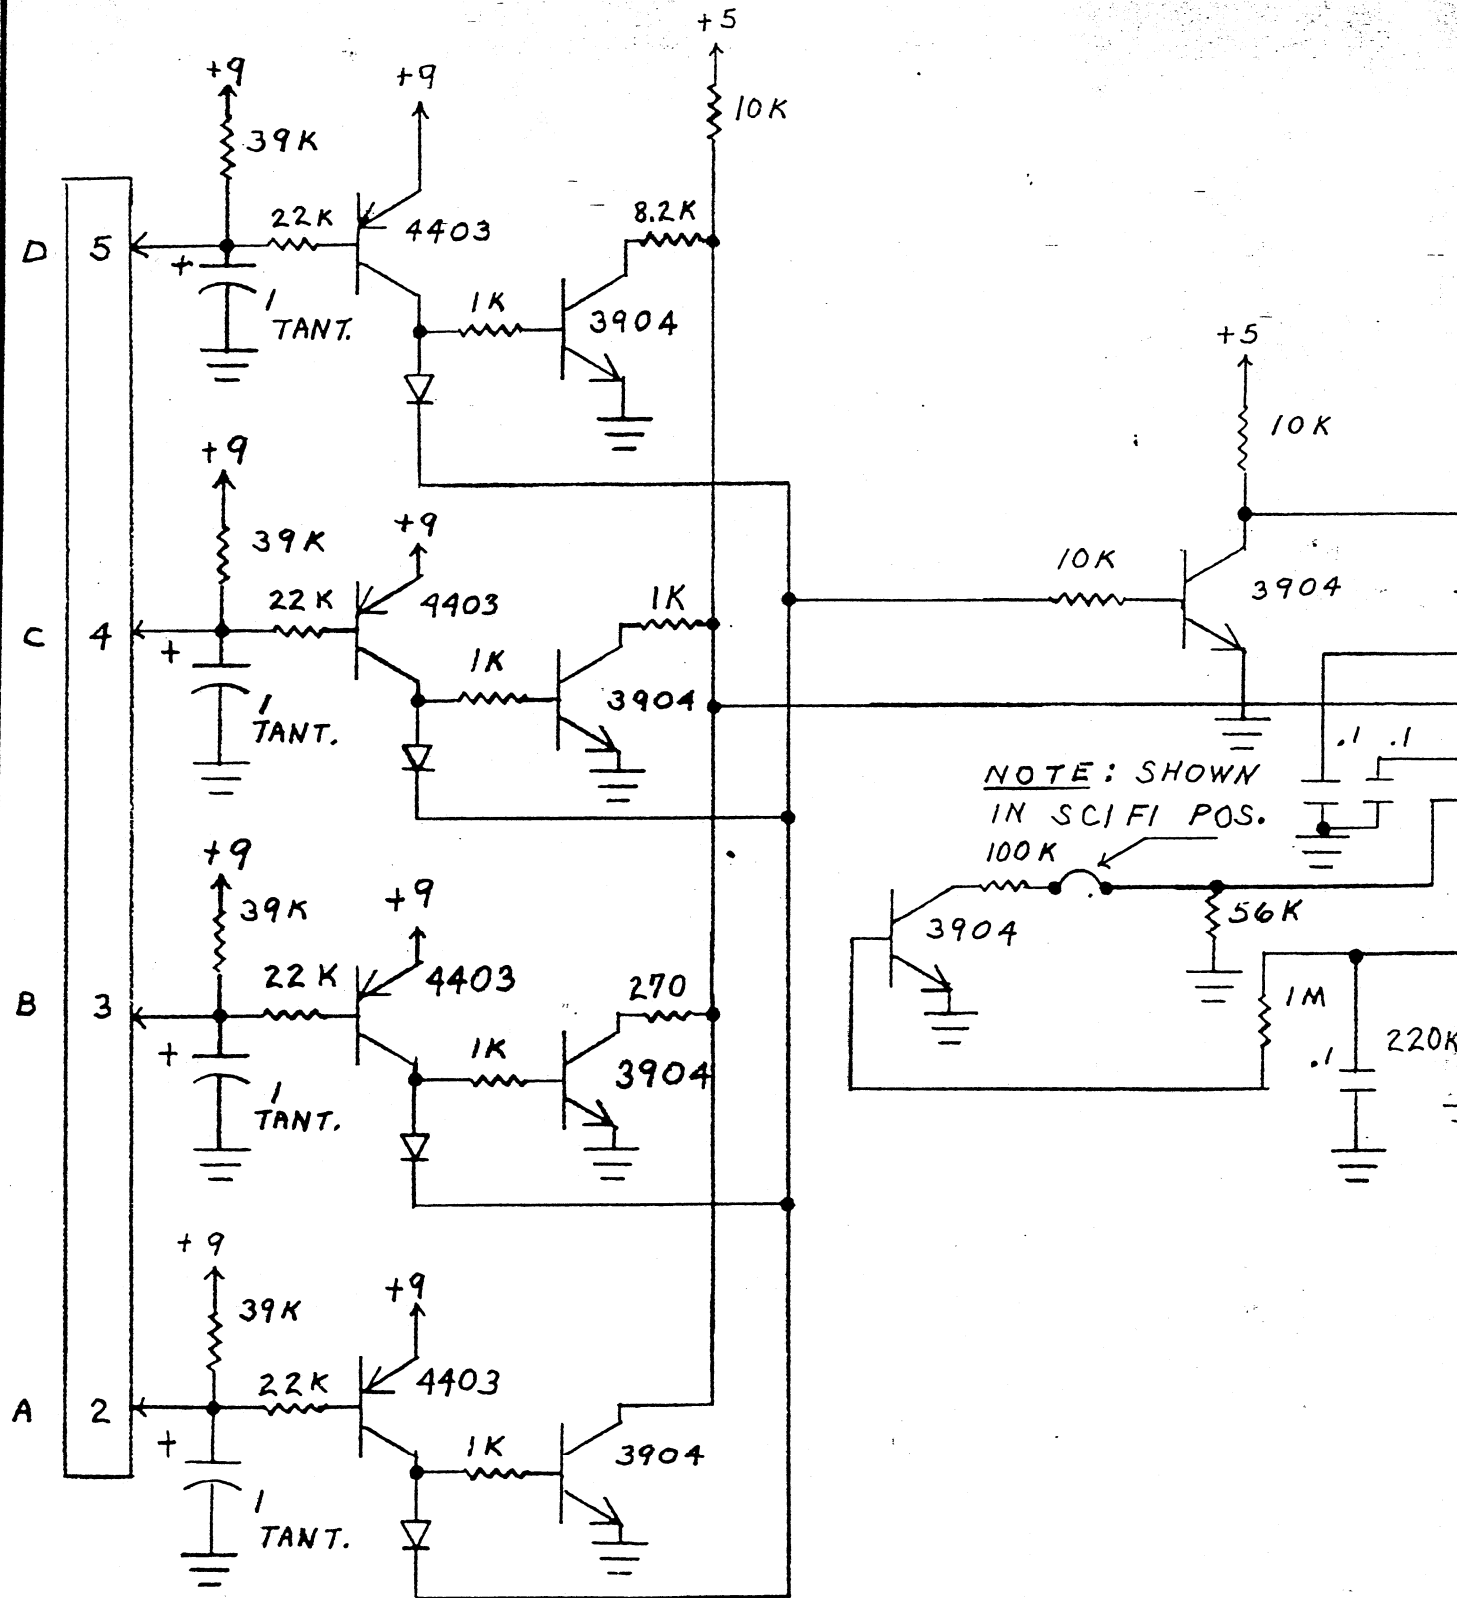 +5
+9
+9
10K
39K
D
5
22K
4403
8.2K
+
1
TANT.
1K
3904
+5
10K
+9
+9
39K
C
4
22K
4403
1K
10K
3904
+
1
TANT.
1K
3904
.1
.1
NOTE: SHOWN
IN SCIFI POS.
100K
+9
+9
39K
3904
56K
B
3
22K
4403
270
1M
+
1
TANT.
1K
3904
.1
220K
+9
+9
39K
A
2
22K
4403
+
1
TANT.
1K
3904